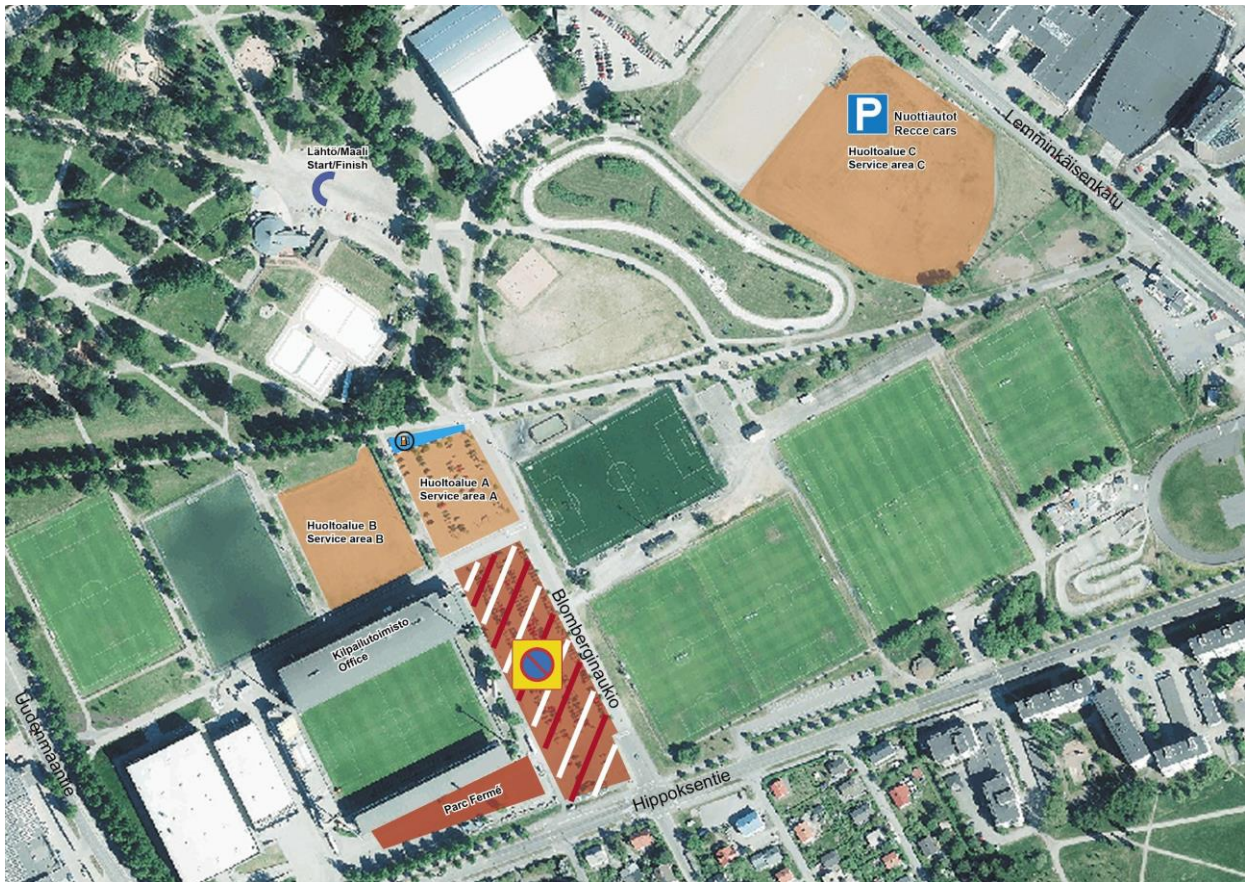 Lähtö/Maali
Start/Finish
P
Nuottiautot
Recce cars
Huoltoalue C
Service area C
Lemminkäisenkatu
Huoltoalue A
Service area A
Huoltoalue B
Service area B
Kilpailutoimisto
Office
Blomberginaukio
Uudenmaantie
Parc Fermé
Hippoksentie